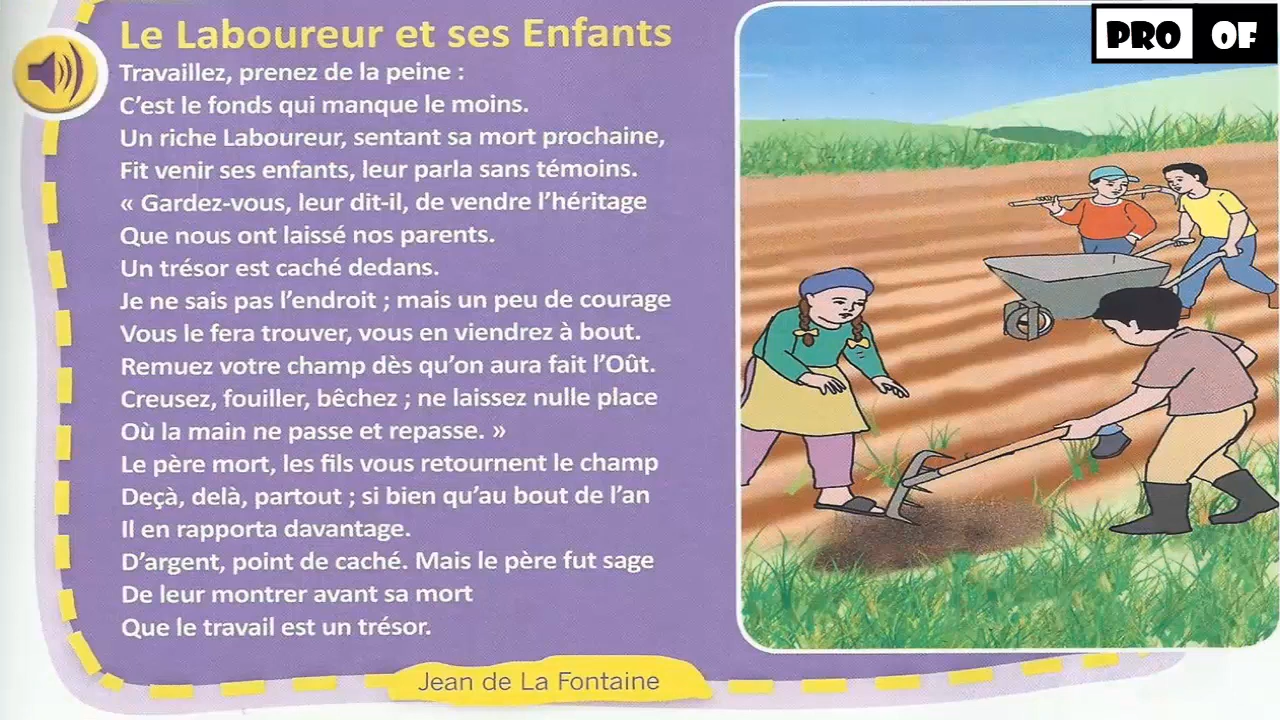 Le Laboureur et ses Enfants
Travaillez, prenez de la peine :
C'est le fonds qui manque le moins.
Un riche Laboureur, sentant sa mort prochaine,
Fit venir ses enfants, leur parla sans témoins.
« Gardez-vous, leur dit-il, de vendre l'héritage
Que nous ont laissé nos parents.
Un trésor est caché dedans.
Je ne sais pas l'endroit ; mais un peu de courage
Vous le fera trouver, vous en viendrez à bout.
Remuez votre champ dès qu'on aura fait l'Oût.
Creusez, fouiller, bêchez ; ne laissez nulle place
Où la main ne passe et repasse. »
Le père mort, les fils vous retournent le champ
Deçà, delà, partout ; si bien qu'au bout de l'an
Il en rapporta davantage.
D'argent, point de caché. Mais le père fut sage
De leur montrer avant sa mort
Que le travail est un trésor.
Jean de La Fontaine
PRO OF